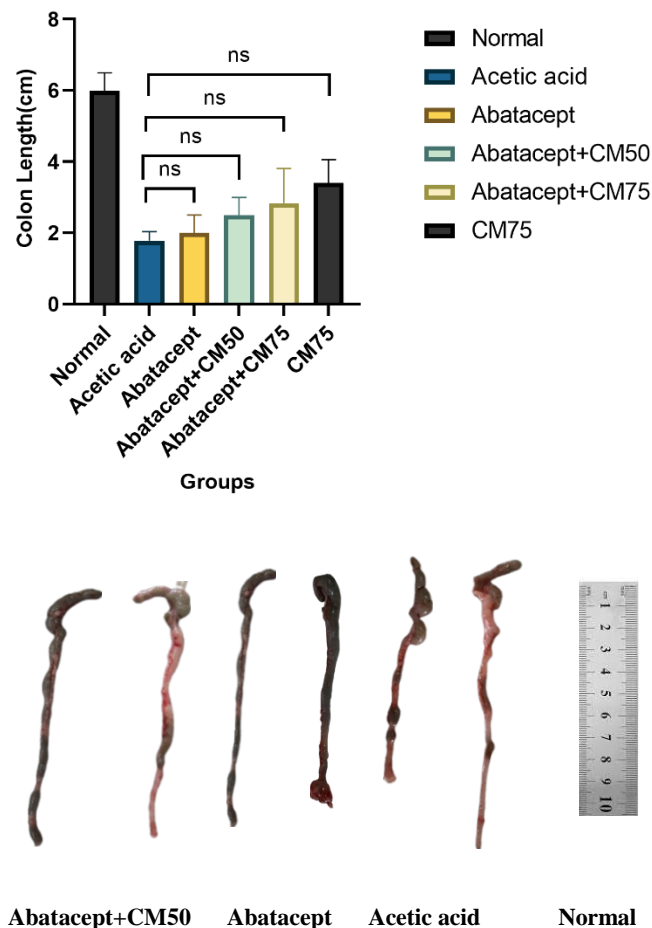 8
6
4
2
0
Colon Length(cm)
ns
ns
ns
ns
Normal
Acetic acid
Abatacept
Abatacept+CM50
Abatacept+CM75
CM75
Groups
Normal
Acetic acid
Abatacept
Abatacept+CM50
Abatacept+CM75
CM75
cm
1
2
3
4
5
6
7
8
9
10
Abatacept+CM50 Abatacept Acetic acid Normal